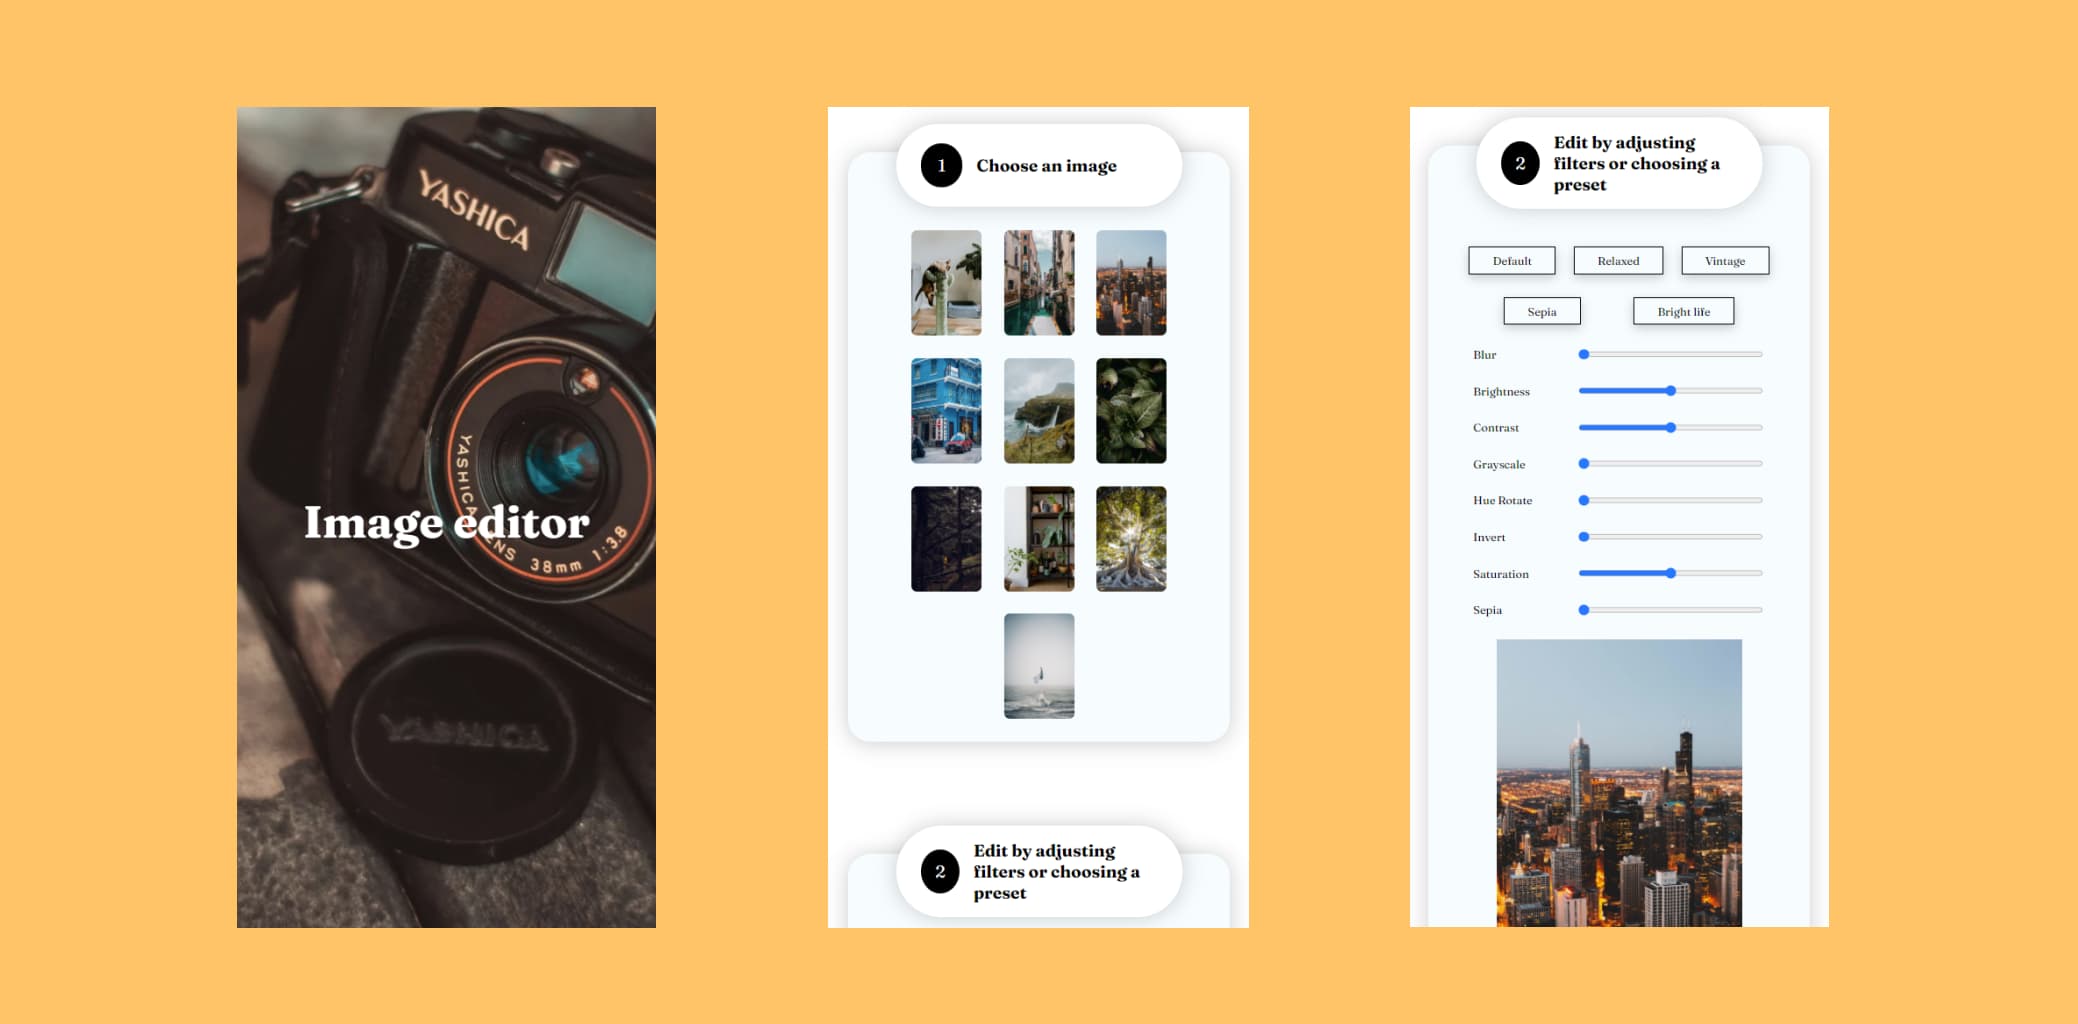 YASHICA
YASHICA
ENS 38mm 1:3.8
Image editor
YASHICA
1
Choose an image
2
Edit by adjusting
filters or choosing a
preset
2
Edit by adjusting
filters or choosing a
preset
Default
Relaxed
Vintage
Sepia
Bright life
Blur
Brightness
Contrast
Grayscale
Hue Rotate
Invert
Saturation
Sepia